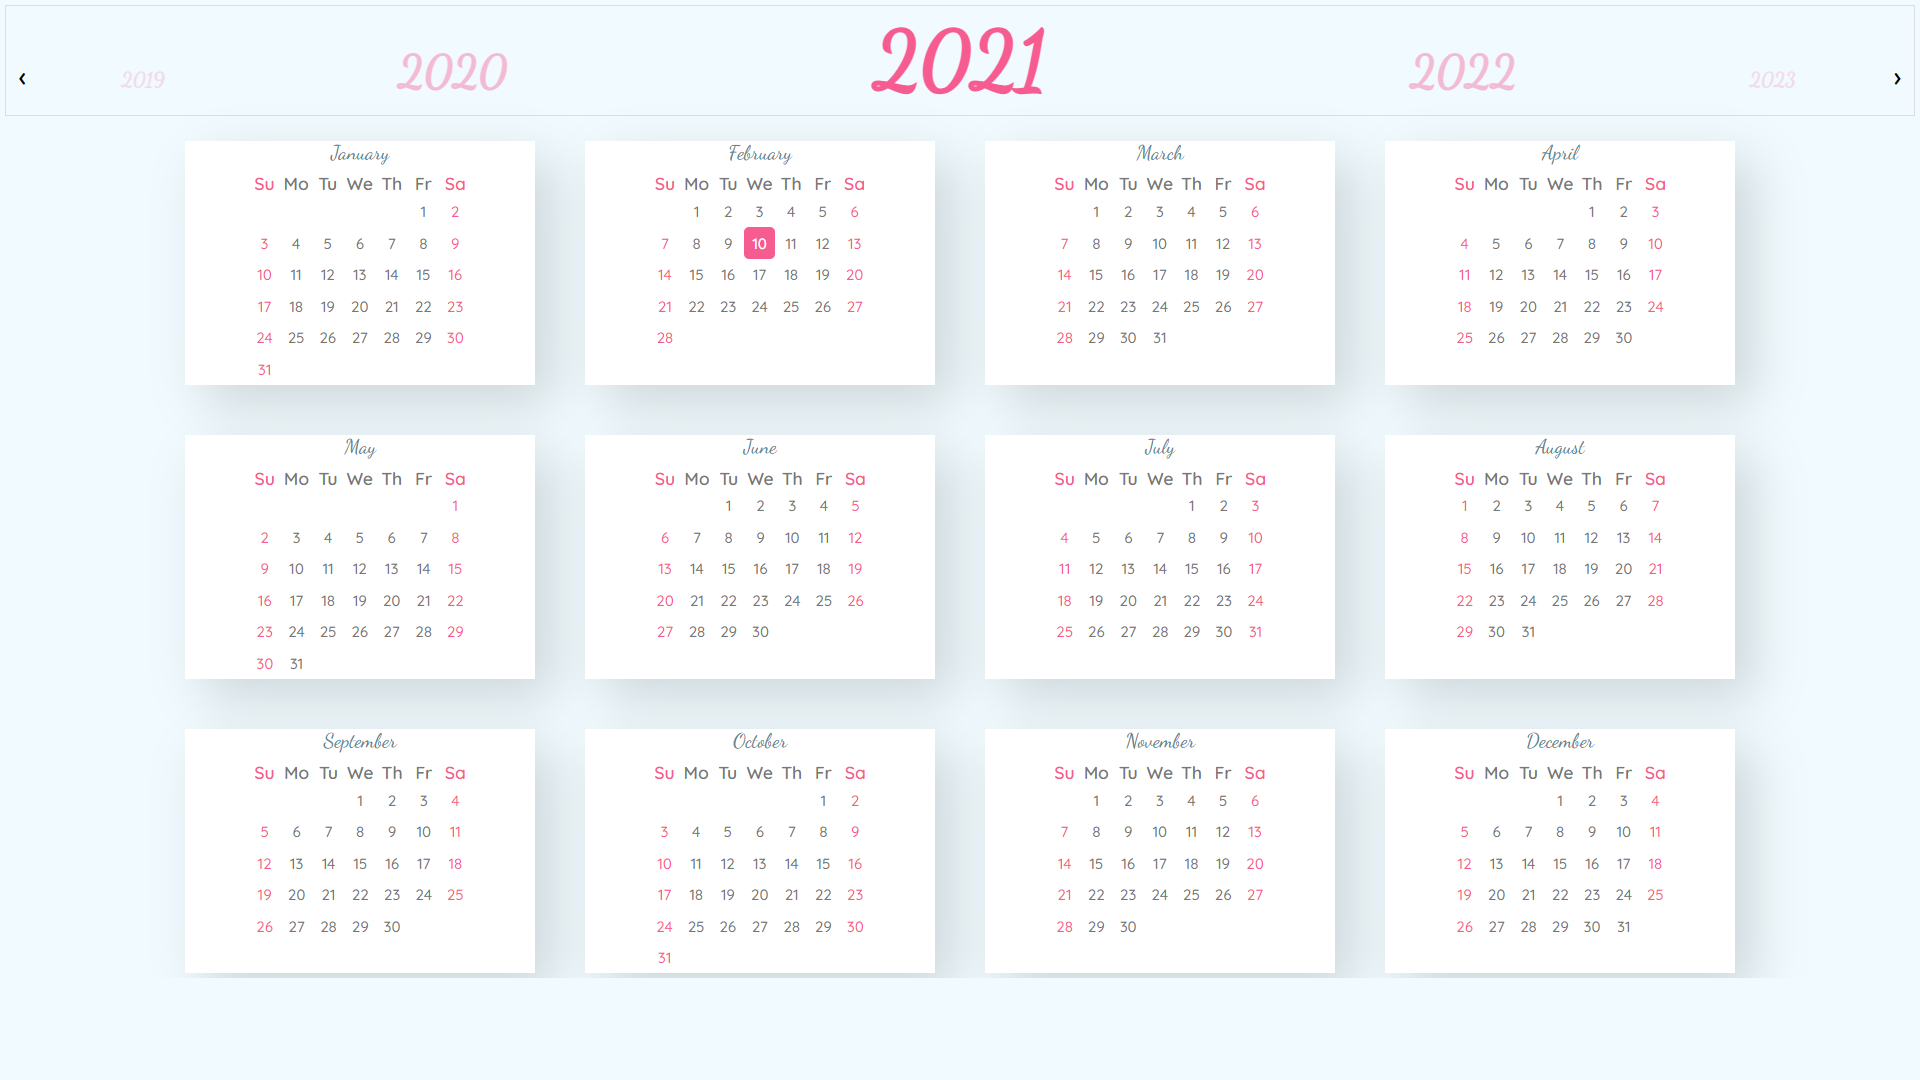 ‹ 2019 2020 2021 2022 2023 ›
January
Su Mo Tu We Th Fr Sa
1 2
3 4 5 6 7 8 9
10 11 12 13 14 15 16
17 18 19 20 21 22 23
24 25 26 27 28 29 30
31
February
Su Mo Tu We Th Fr Sa
1 2 3 4 5 6
7 8 9 10 11 12 13
14 15 16 17 18 19 20
21 22 23 24 25 26 27
28
March
Su Mo Tu We Th Fr Sa
1 2 3 4 5 6
7 8 9 10 11 12 13
14 15 16 17 18 19 20
21 22 23 24 25 26 27
28 29 30 31
April
Su Mo Tu We Th Fr Sa
1 2 3
4 5 6 7 8 9 10
11 12 13 14 15 16 17
18 19 20 21 22 23 24
25 26 27 28 29 30
May
Su Mo Tu We Th Fr Sa
1
2 3 4 5 6 7 8
9 10 11 12 13 14 15
16 17 18 19 20 21 22
23 24 25 26 27 28 29
30 31
June
Su Mo Tu We Th Fr Sa
1 2 3 4 5
6 7 8 9 10 11 12
13 14 15 16 17 18 19
20 21 22 23 24 25 26
27 28 29 30
July
Su Mo Tu We Th Fr Sa
1 2 3
4 5 6 7 8 9 10
11 12 13 14 15 16 17
18 19 20 21 22 23 24
25 26 27 28 29 30 31
August
Su Mo Tu We Th Fr Sa
1 2 3 4 5 6 7
8 9 10 11 12 13 14
15 16 17 18 19 20 21
22 23 24 25 26 27 28
29 30 31
September
Su Mo Tu We Th Fr Sa
1 2 3 4
5 6 7 8 9 10 11
12 13 14 15 16 17 18
19 20 21 22 23 24 25
26 27 28 29 30
October
Su Mo Tu We Th Fr Sa
1 2
3 4 5 6 7 8 9
10 11 12 13 14 15 16
17 18 19 20 21 22 23
24 25 26 27 28 29 30
31
November
Su Mo Tu We Th Fr Sa
1 2 3 4 5 6
7 8 9 10 11 12 13
14 15 16 17 18 19 20
21 22 23 24 25 26 27
28 29 30
December
Su Mo Tu We Th Fr Sa
1 2 3 4
5 6 7 8 9 10 11
12 13 14 15 16 17 18
19 20 21 22 23 24 25
26 27 28 29 30 31